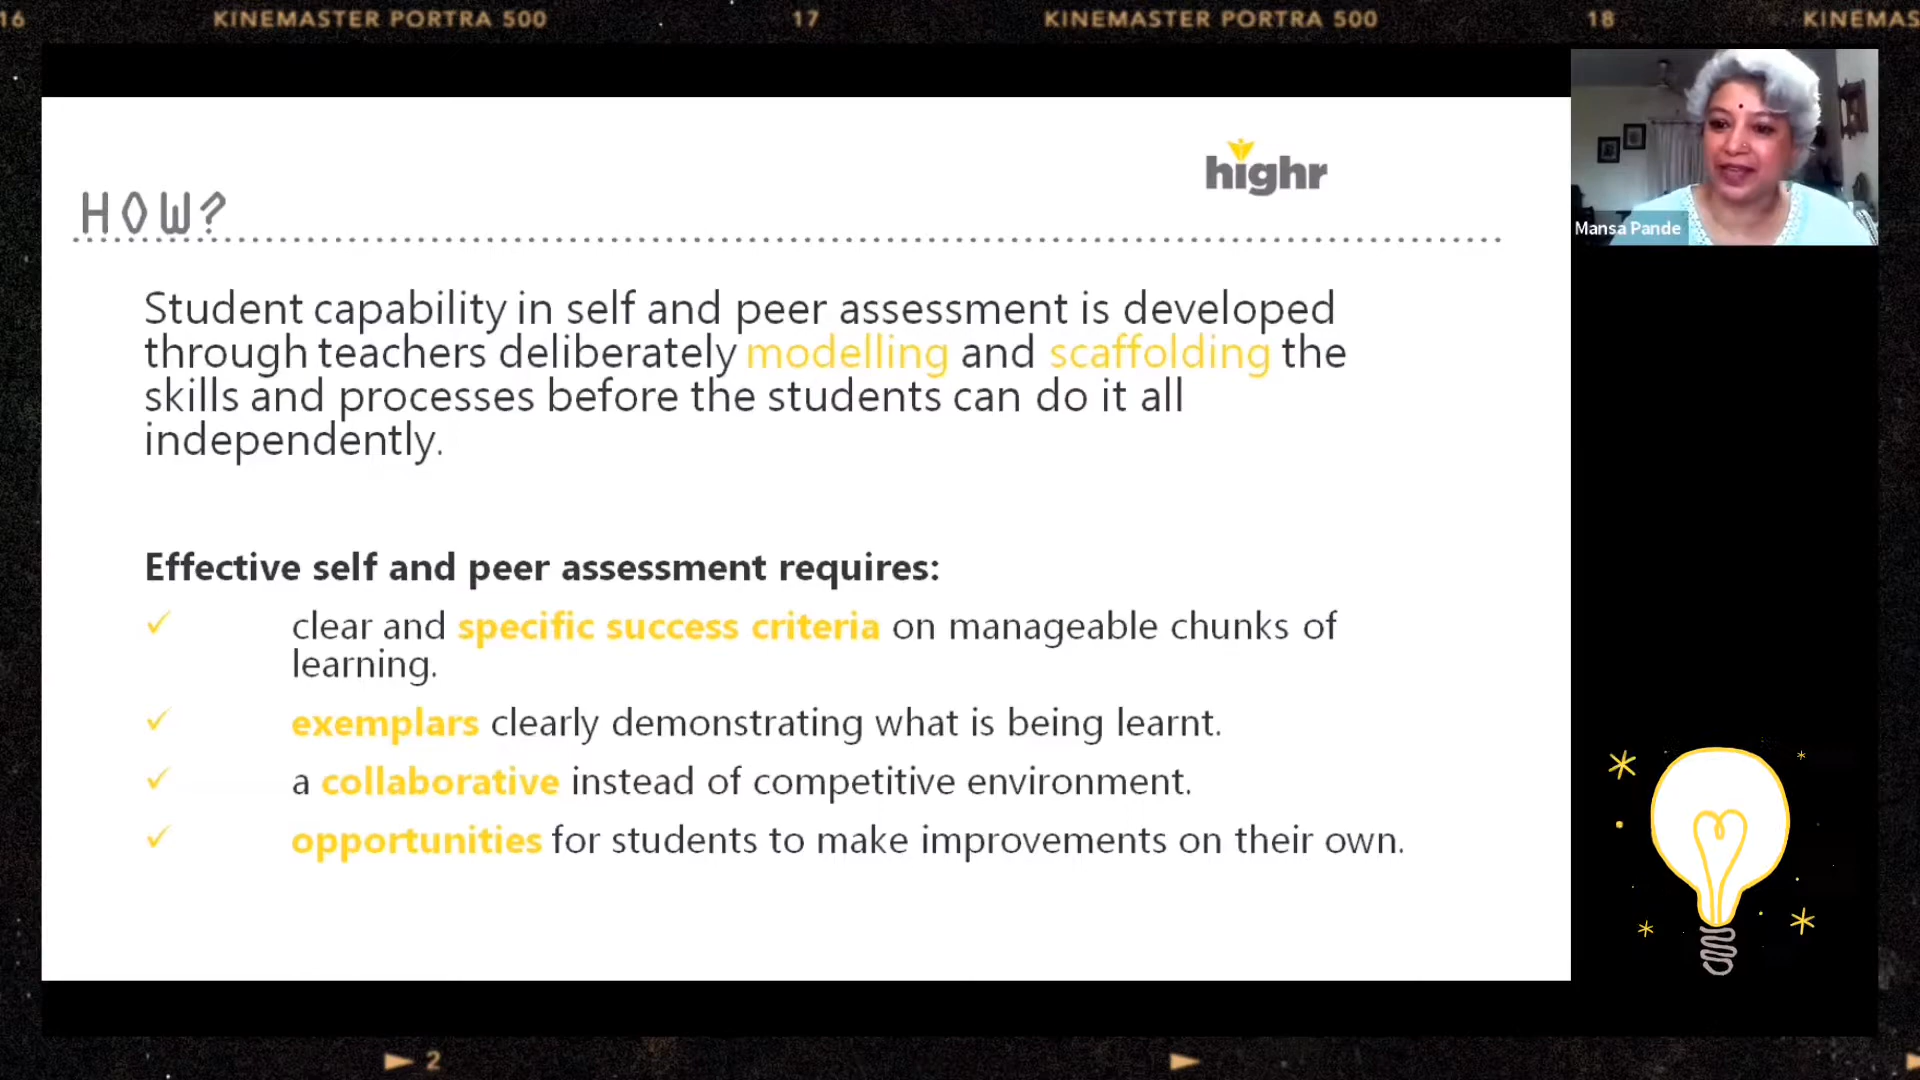 16 KINEMASTER PORTRA 500 17 KINEMASTER PORTRA 500 18 KINEMAS
highr
HOW?
Mansa Pande
Student capability in self and peer assessment is developed
through teachers deliberately modelling and scaffolding the
skills and processes before the students can do it all
independently.
Effective self and peer assessment requires:
✓ clear and specific success criteria on manageable chunks of
learning.
✓ exemplars clearly demonstrating what is being learnt.
✓ a collaborative instead of competitive environment.
✓ opportunities for students to make improvements on their own.
2